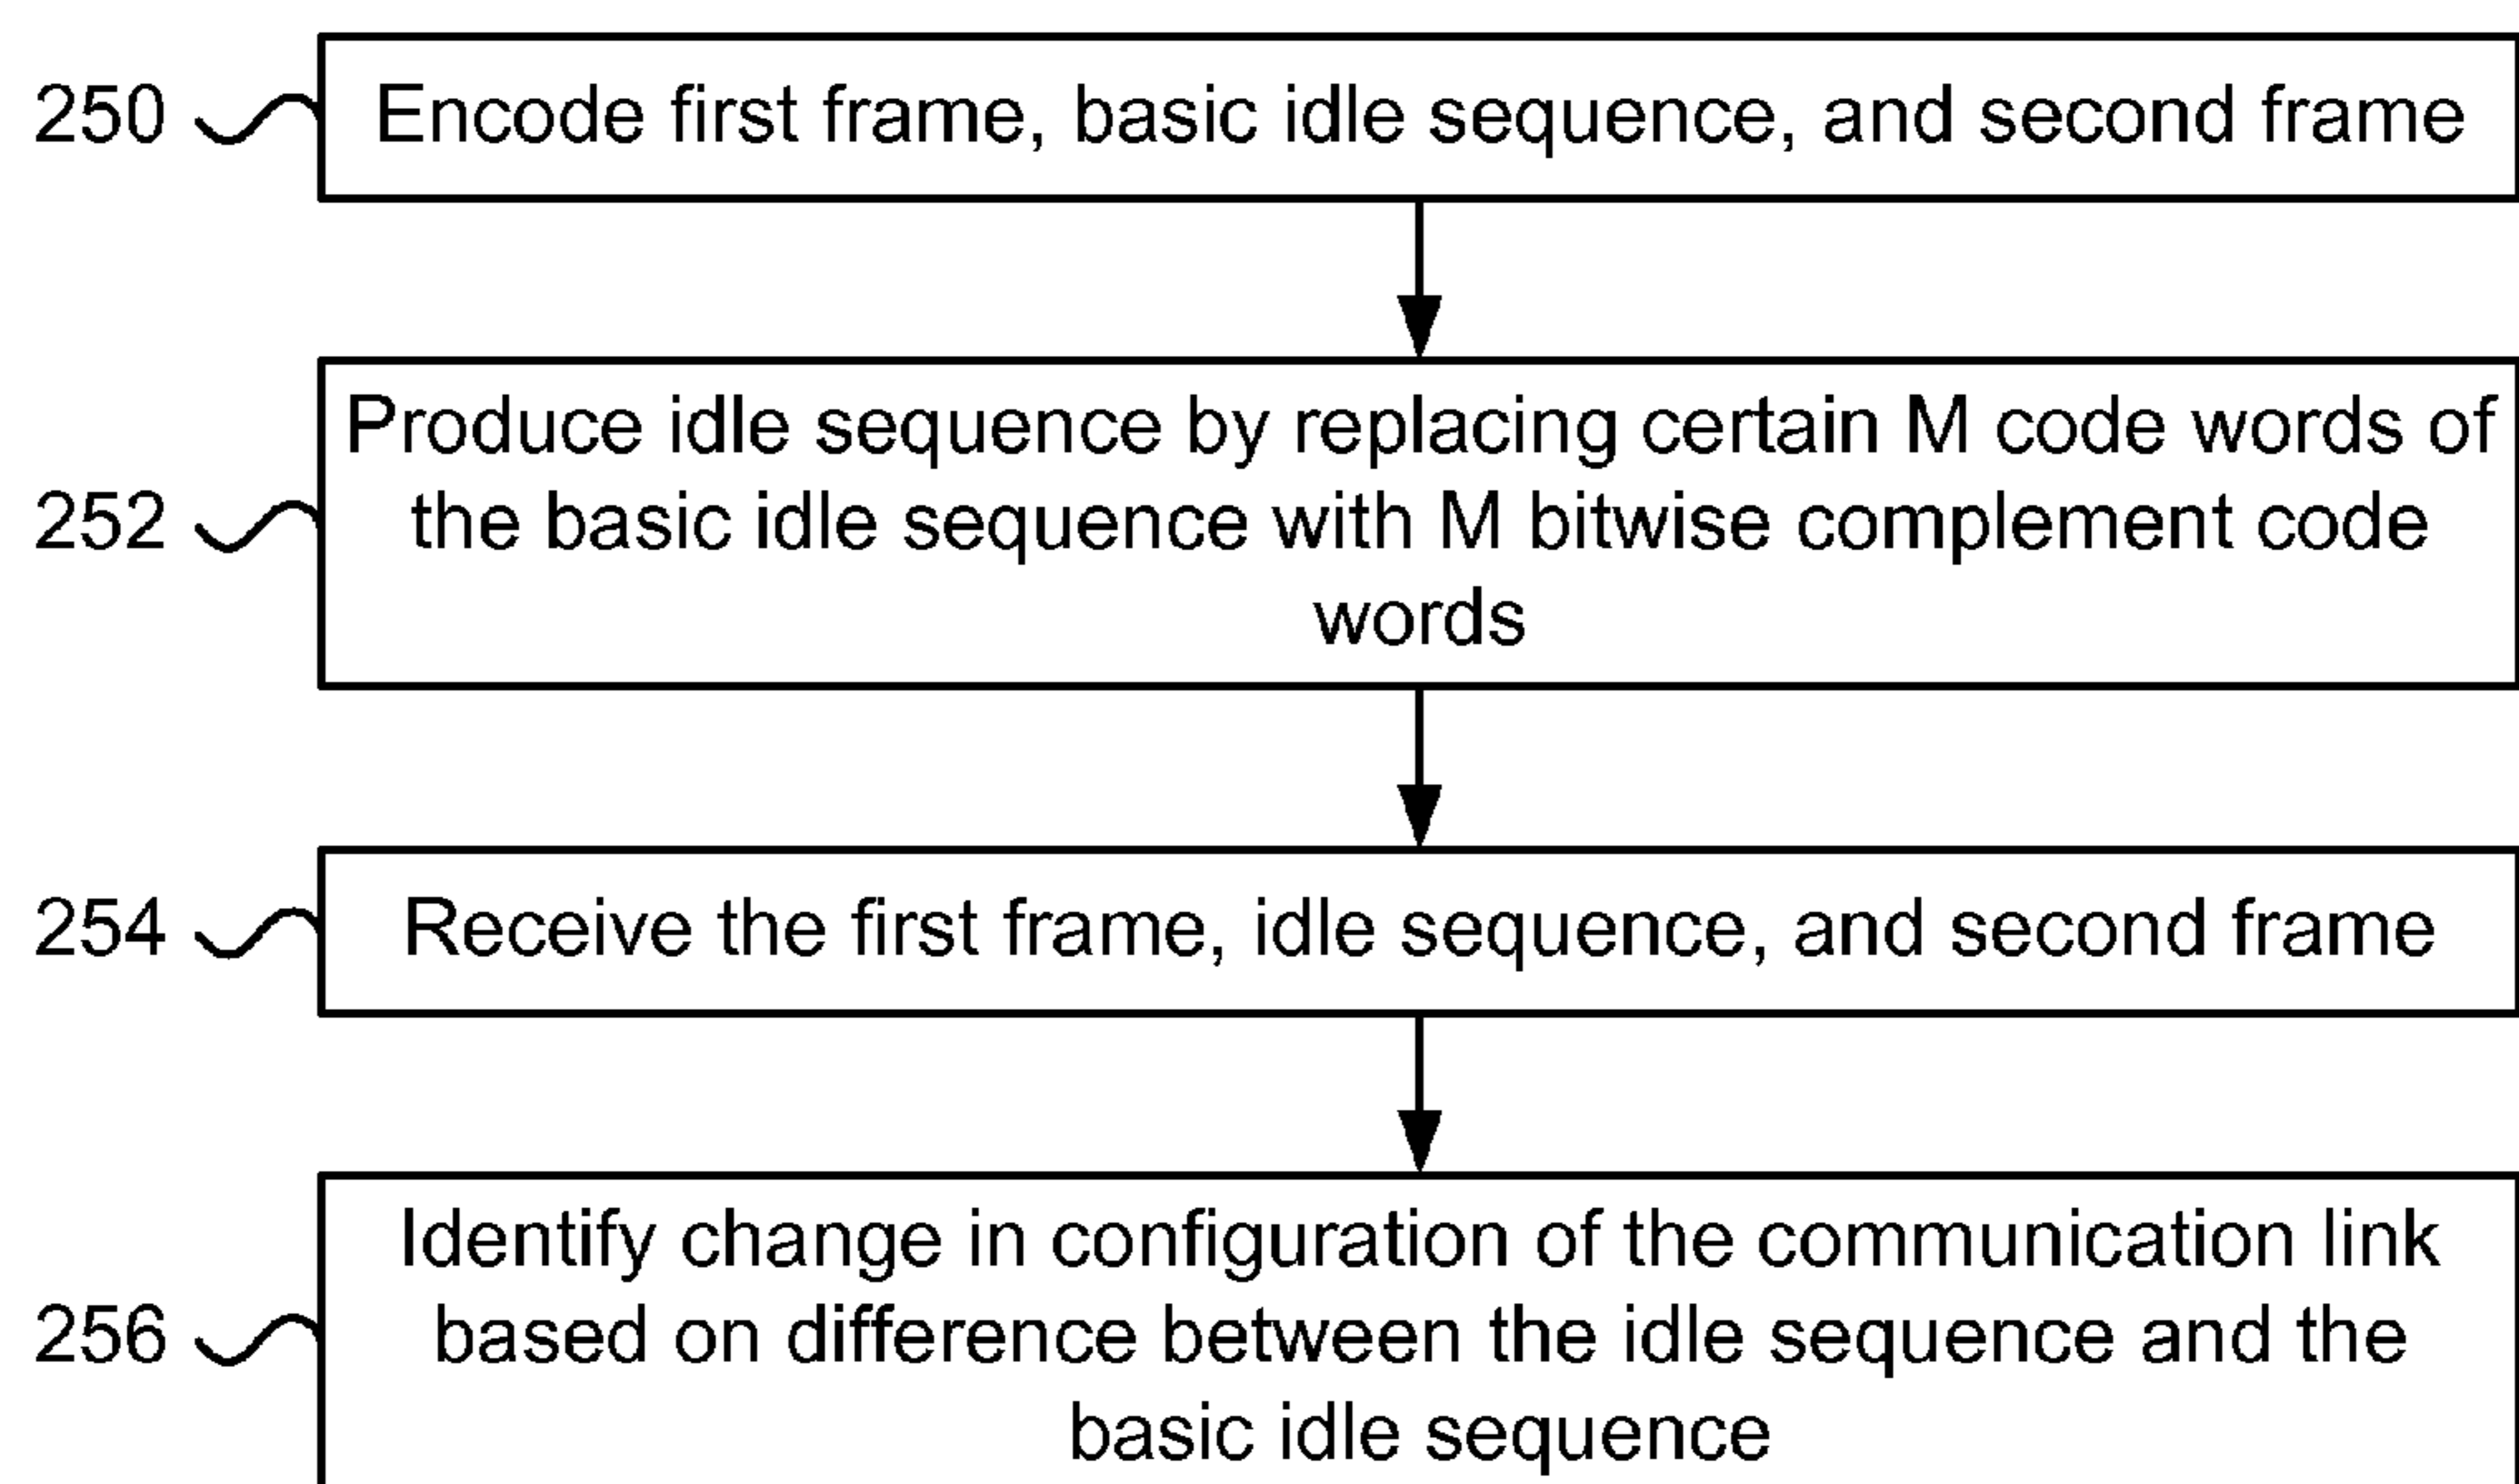 250 Encode first frame, basic idle sequence, and second frame
Produce idle sequence by replacing certain M code words of
252 the basic idle sequence with M bitwise complement code
words
254 Receive the first frame, idle sequence, and second frame
Identify change in configuration of the communication link
256 based on difference between the idle sequence and the
basic idle sequence